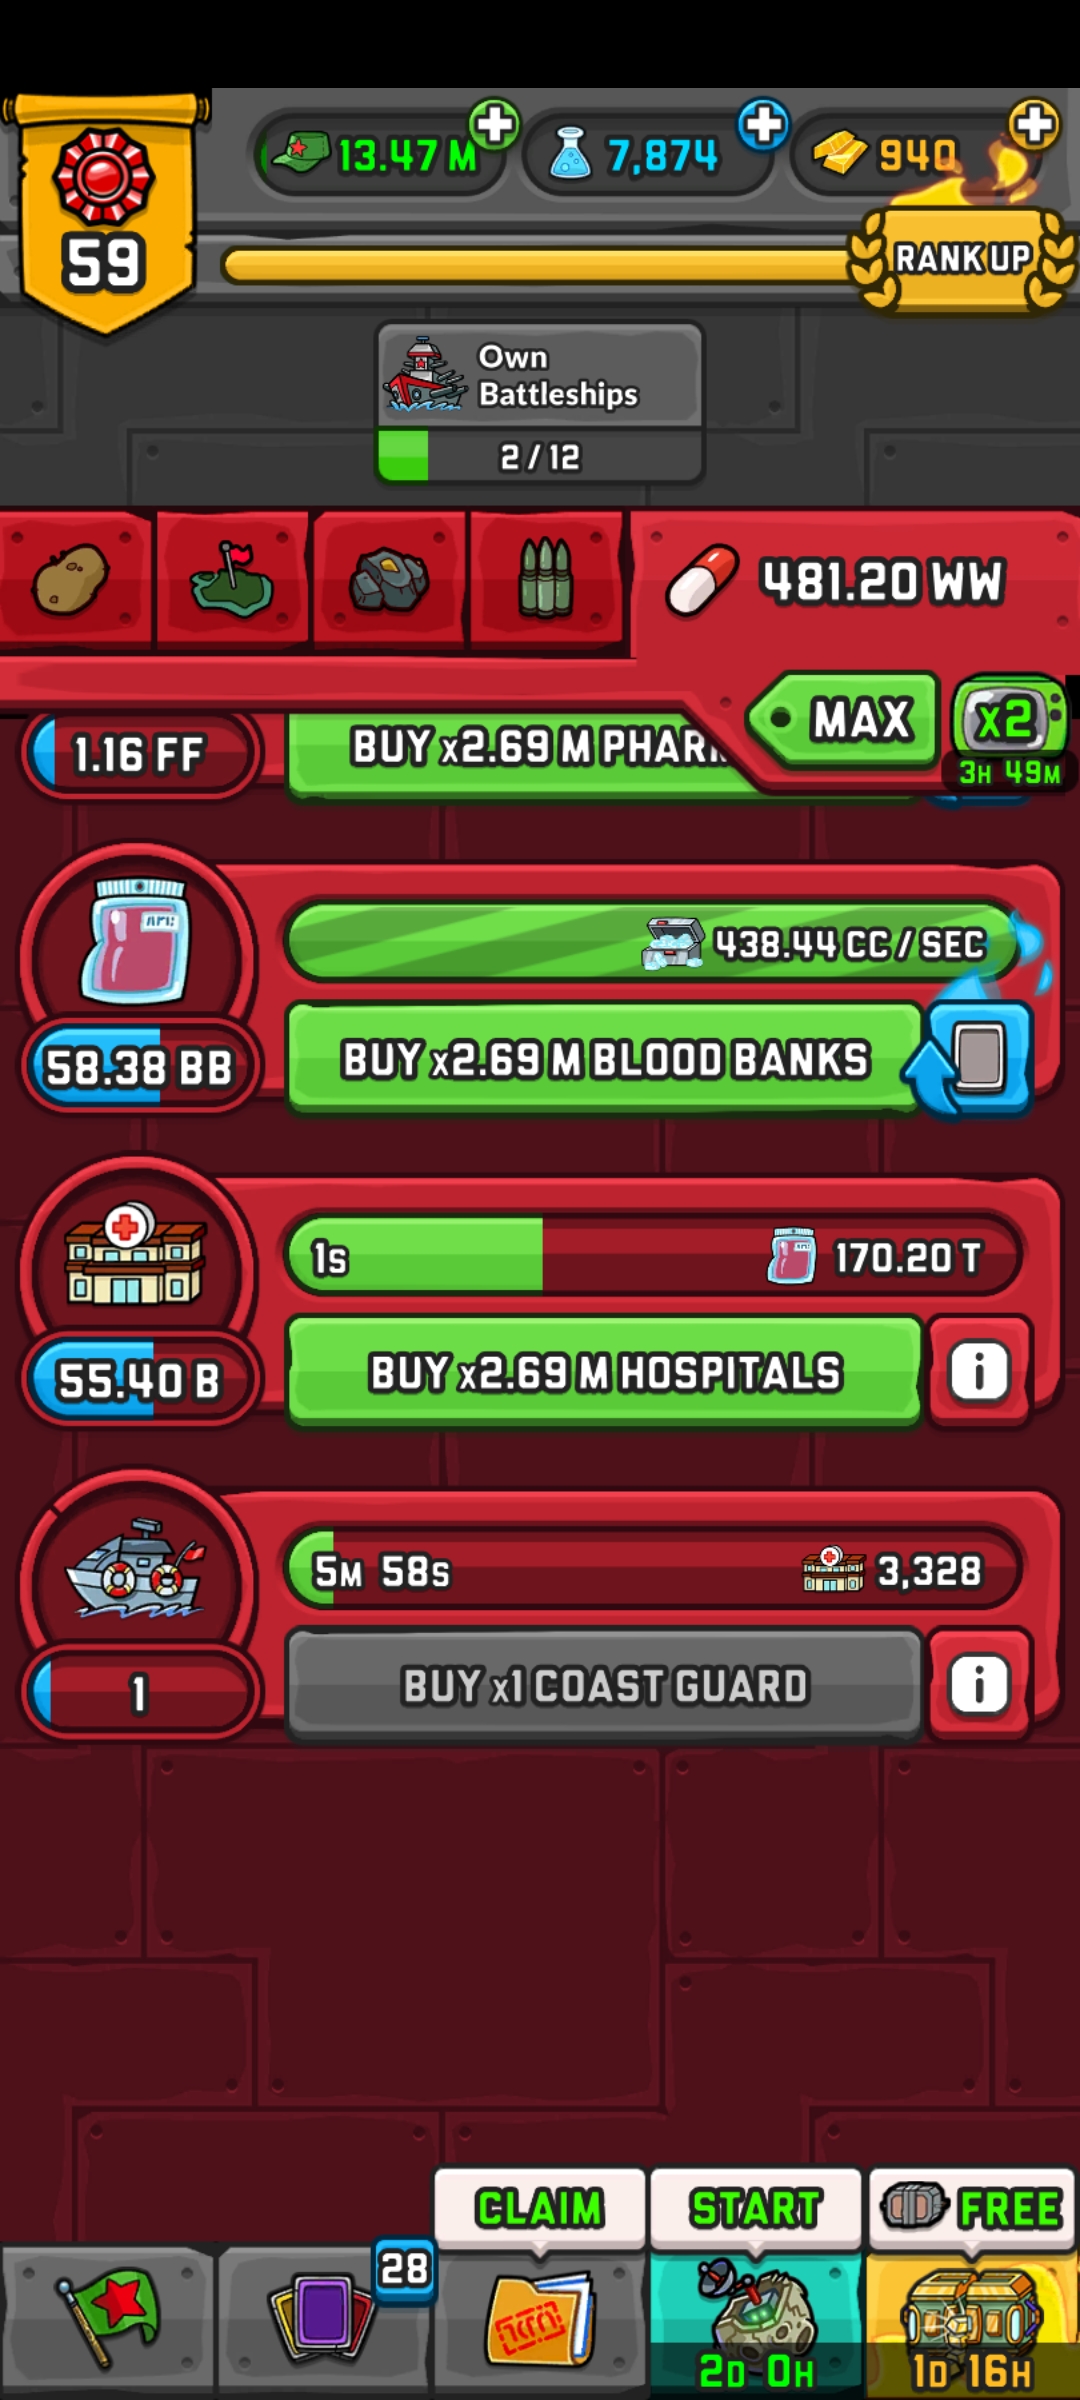 13.47 M
7,874
940
59
RANK UP
Own
Battleships
2 / 12
481.20 WW
MAX
x2
3H 49M
1.16 FF
BUY x2.69 M
438.44 CC / SEC
58.38 BB
BUY x2.69 M BLOOD BANKS
1S
170.20 T
55.40 B
BUY x2.69 M HOSPITALS
i
5M 58S
3,328
1
BUY x1 COAST GUARD
i
CLAIM
START
FREE
28
2D 0H
1D 16H